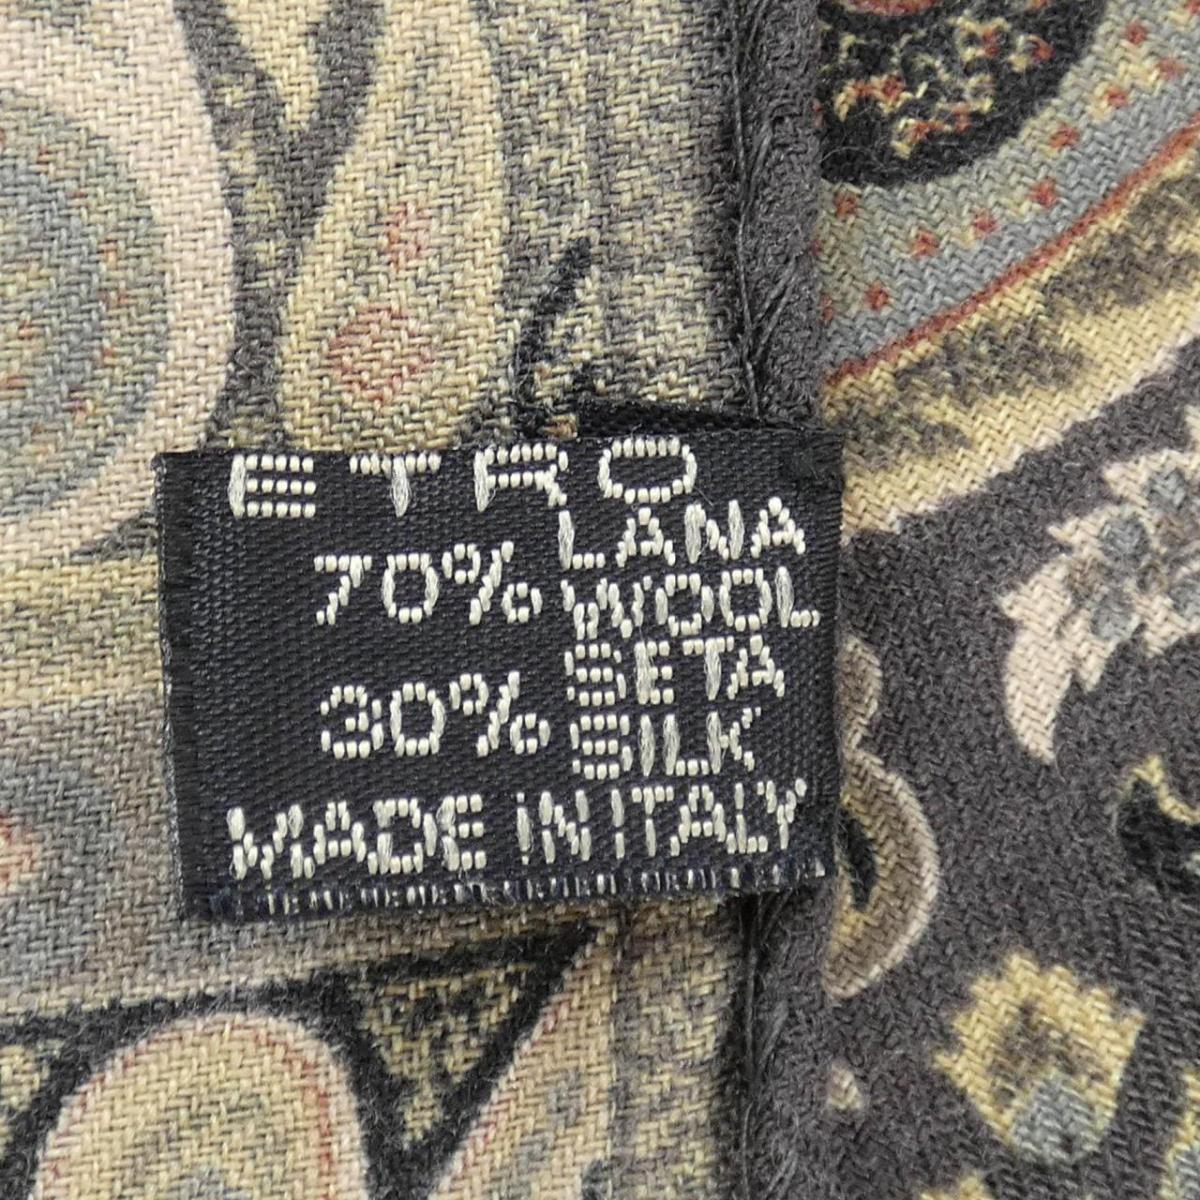 ETRO
70% LANA
WOOL
30% SETA
SILK
MADE IN ITALY